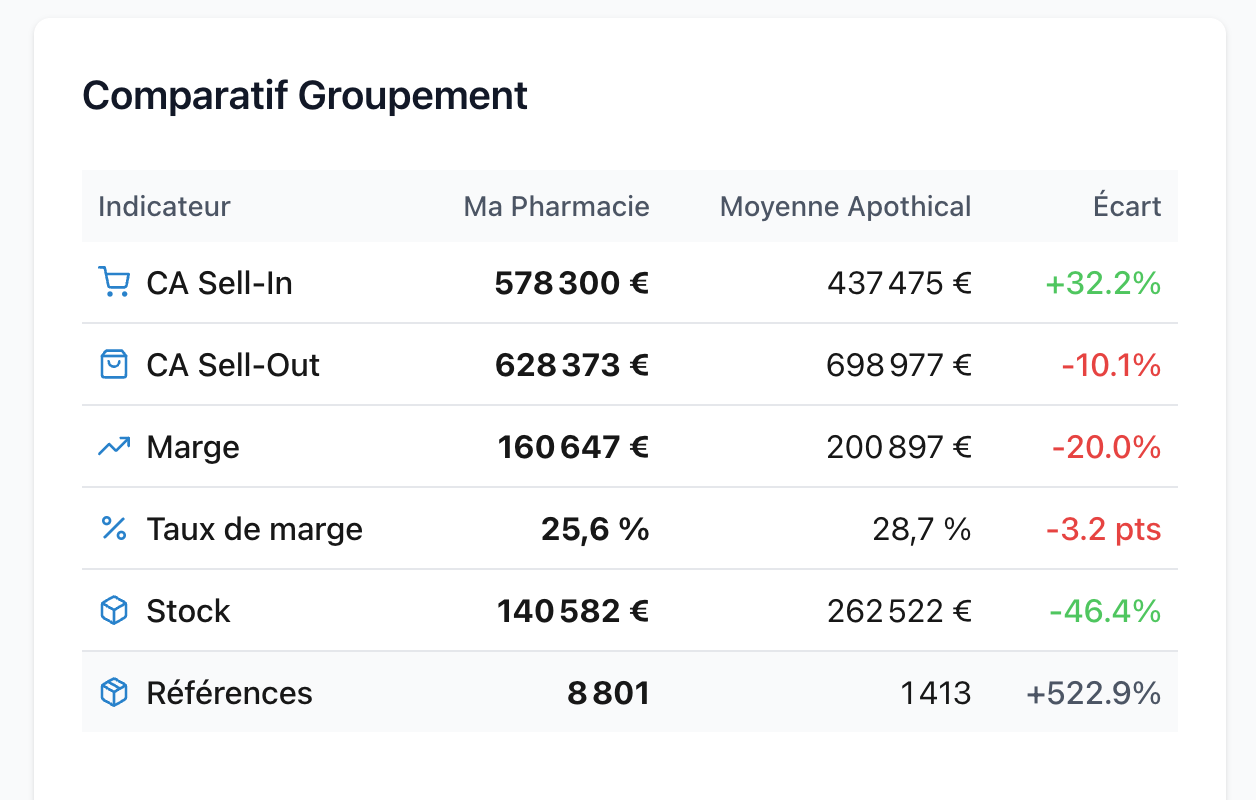 Comparatif Groupement
Indicateur Ma Pharmacie Moyenne Apothical Écart
CA Sell-In 578 300 € 437 475 € +32.2%
CA Sell-Out 628 373 € 698 977 € -10.1%
Marge 160 647 € 200 897 € -20.0%
Taux de marge 25,6 % 28,7 % -3.2 pts
Stock 140 582 € 262 522 € -46.4%
Références 8 801 1 413 +522.9%